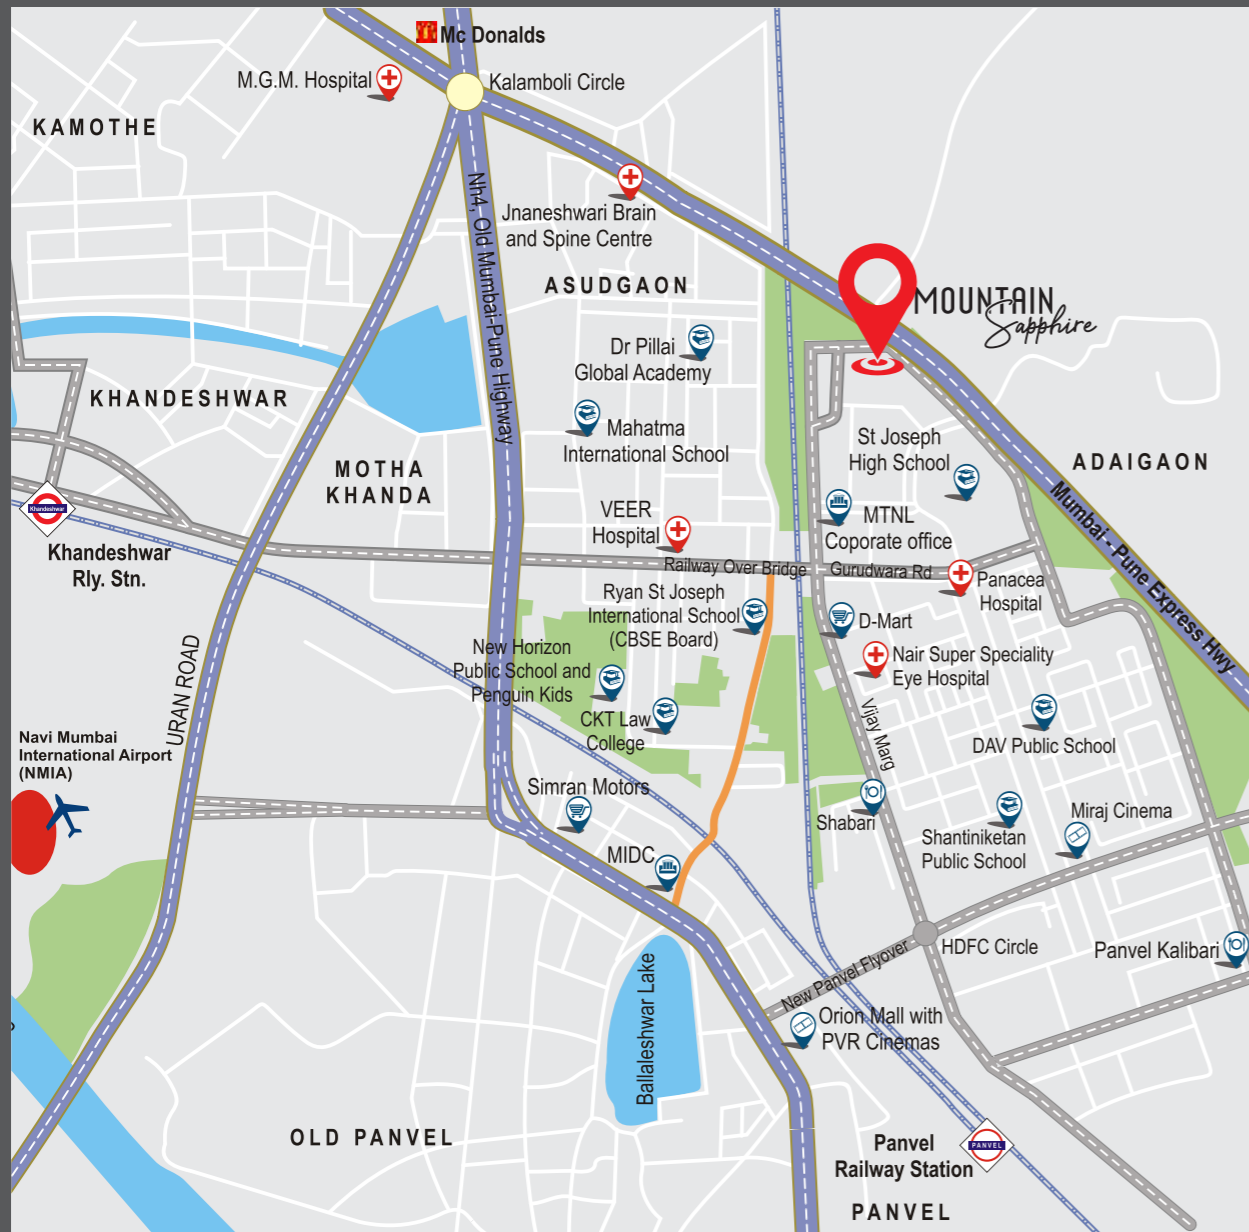 Mc Donalds
M.G.M. Hospital
Kalamboli Circle
KAMOTHE
Nh4, Old Mumbai-Pune Highway
Jnaneshwari Brain
and Spine Centre
ASUDGAON
MOUNTAIN
Sapphire
Dr Pillai
Global Academy
KHANDESHWAR
Mahatma
International School
St Joseph
High School
ADAIGAON
MOTHA
KHANDA
Mumbai - Pune Express Hwy
Khandeshwar
Khandeshwar
Rly. Stn.
VEER
Hospital
MTNL
Coporate office
Railway Over Bridge
Gurudwara Rd
Panacea
Hospital
Ryan St Joseph
International School
(CBSE Board)
D-Mart
New Horizon
Public School and
Penguin Kids
Nair Super Speciality
Eye Hospital
URAN ROAD
CKT Law
College
Vijay Marg
DAV Public School
Navi Mumbai
International Airport
(NMIA)
Simran Motors
Shabari
Shantiniketan
Public School
Miraj Cinema
MIDC
HDFC Circle
Panvel Kalibari
New Panvel Flyover
Ballaleshwar Lake
Orion Mall with
PVR Cinemas
OLD PANVEL
Panvel
Railway Station
PANVEL
PANVEL